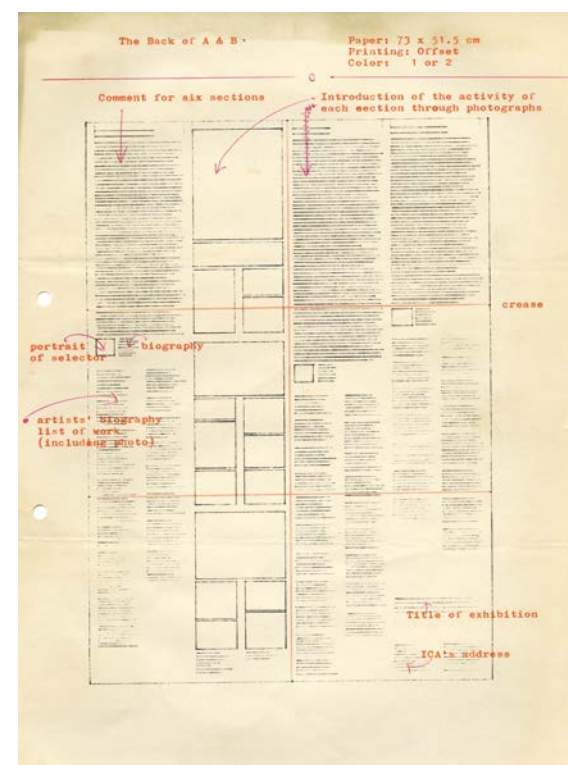 The Back of A & B.
Paper: 73 x 51.5 cm
Printing: Offset
Color: 1 or 2
C
Comment for six sections
Introduction of the activity of
each section through photographs
crease
portrait
of selector
biography
artists' biography
list of work
(including photo)
Title of exhibition
ICA's address